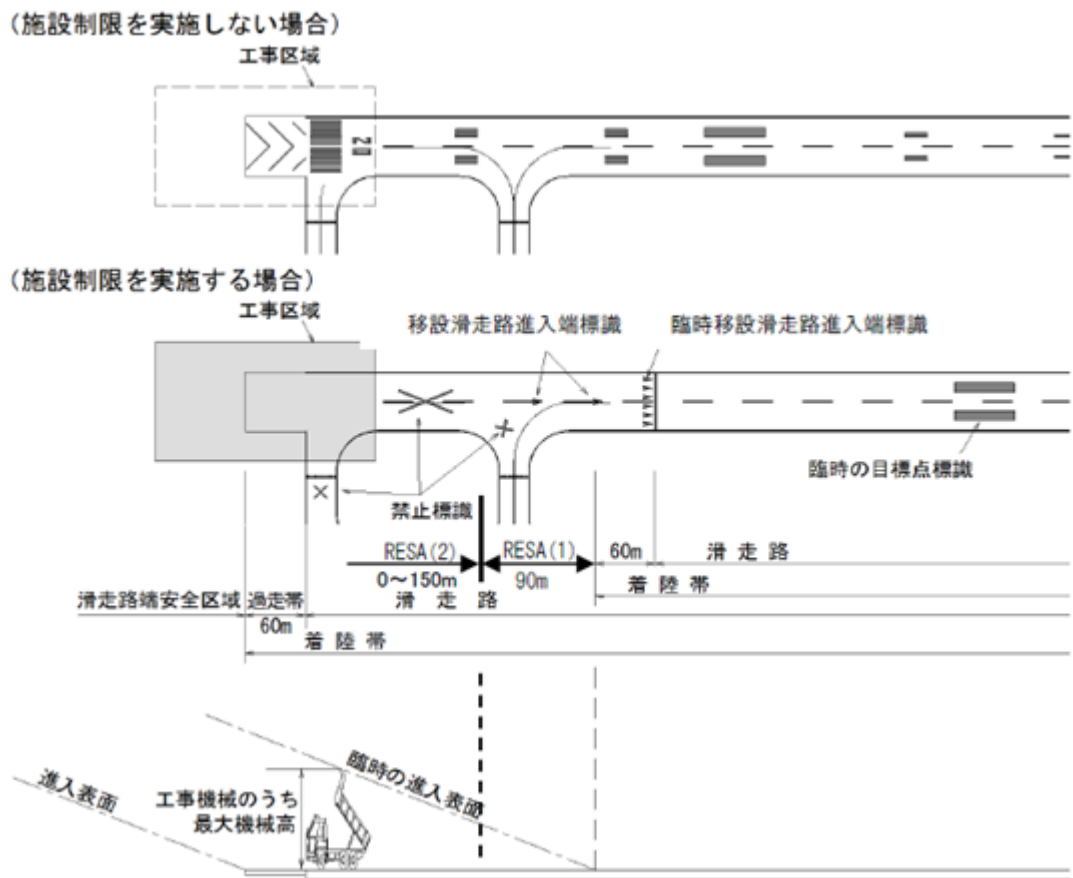 （施設制限を実施しない場合）
工事区域
20
（施設制限を実施する場合）
工事区域
移設滑走路進入端標識
臨時移設滑走路進入端標識
臨時の目標点標識
禁止標識
RESA(2)
RESA(1)
60m
滑走路
0～150m
90m
着陸帯
滑走路端安全区域
過走帯
滑走路
60m
着陸帯
進入表面
臨時の進入表面
工事機械のうち
最大機械高